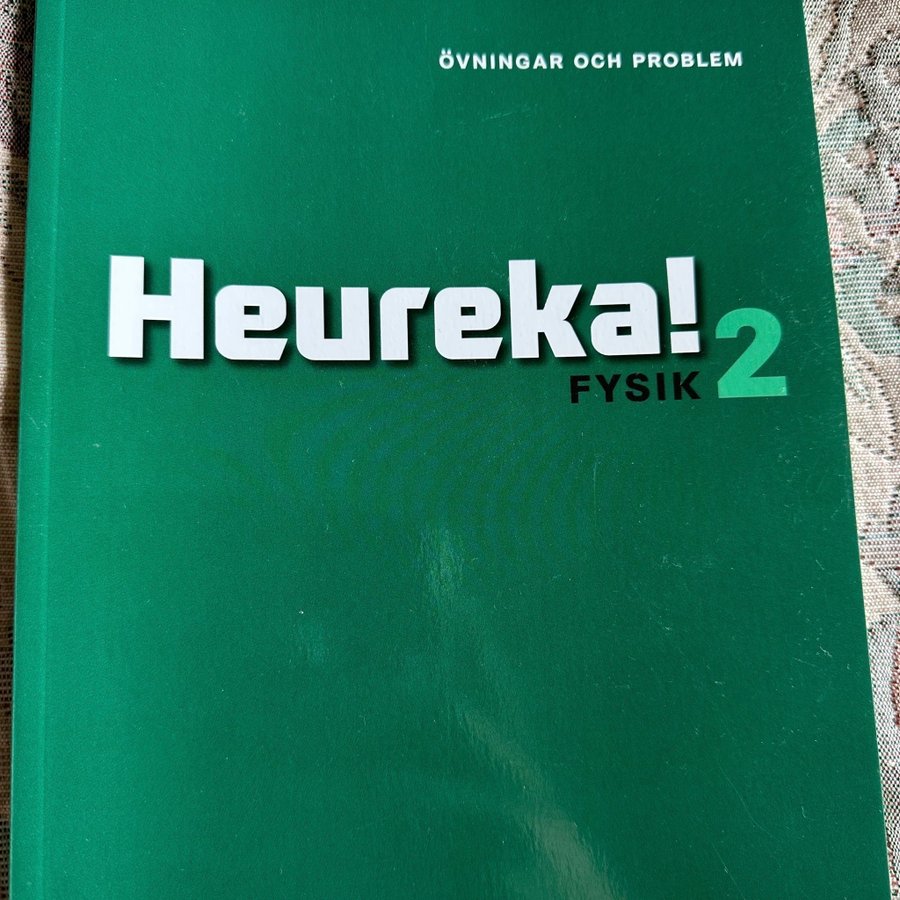 ÖVNINGAR OCH PROBLEM
Heureka! 2
FYSIK